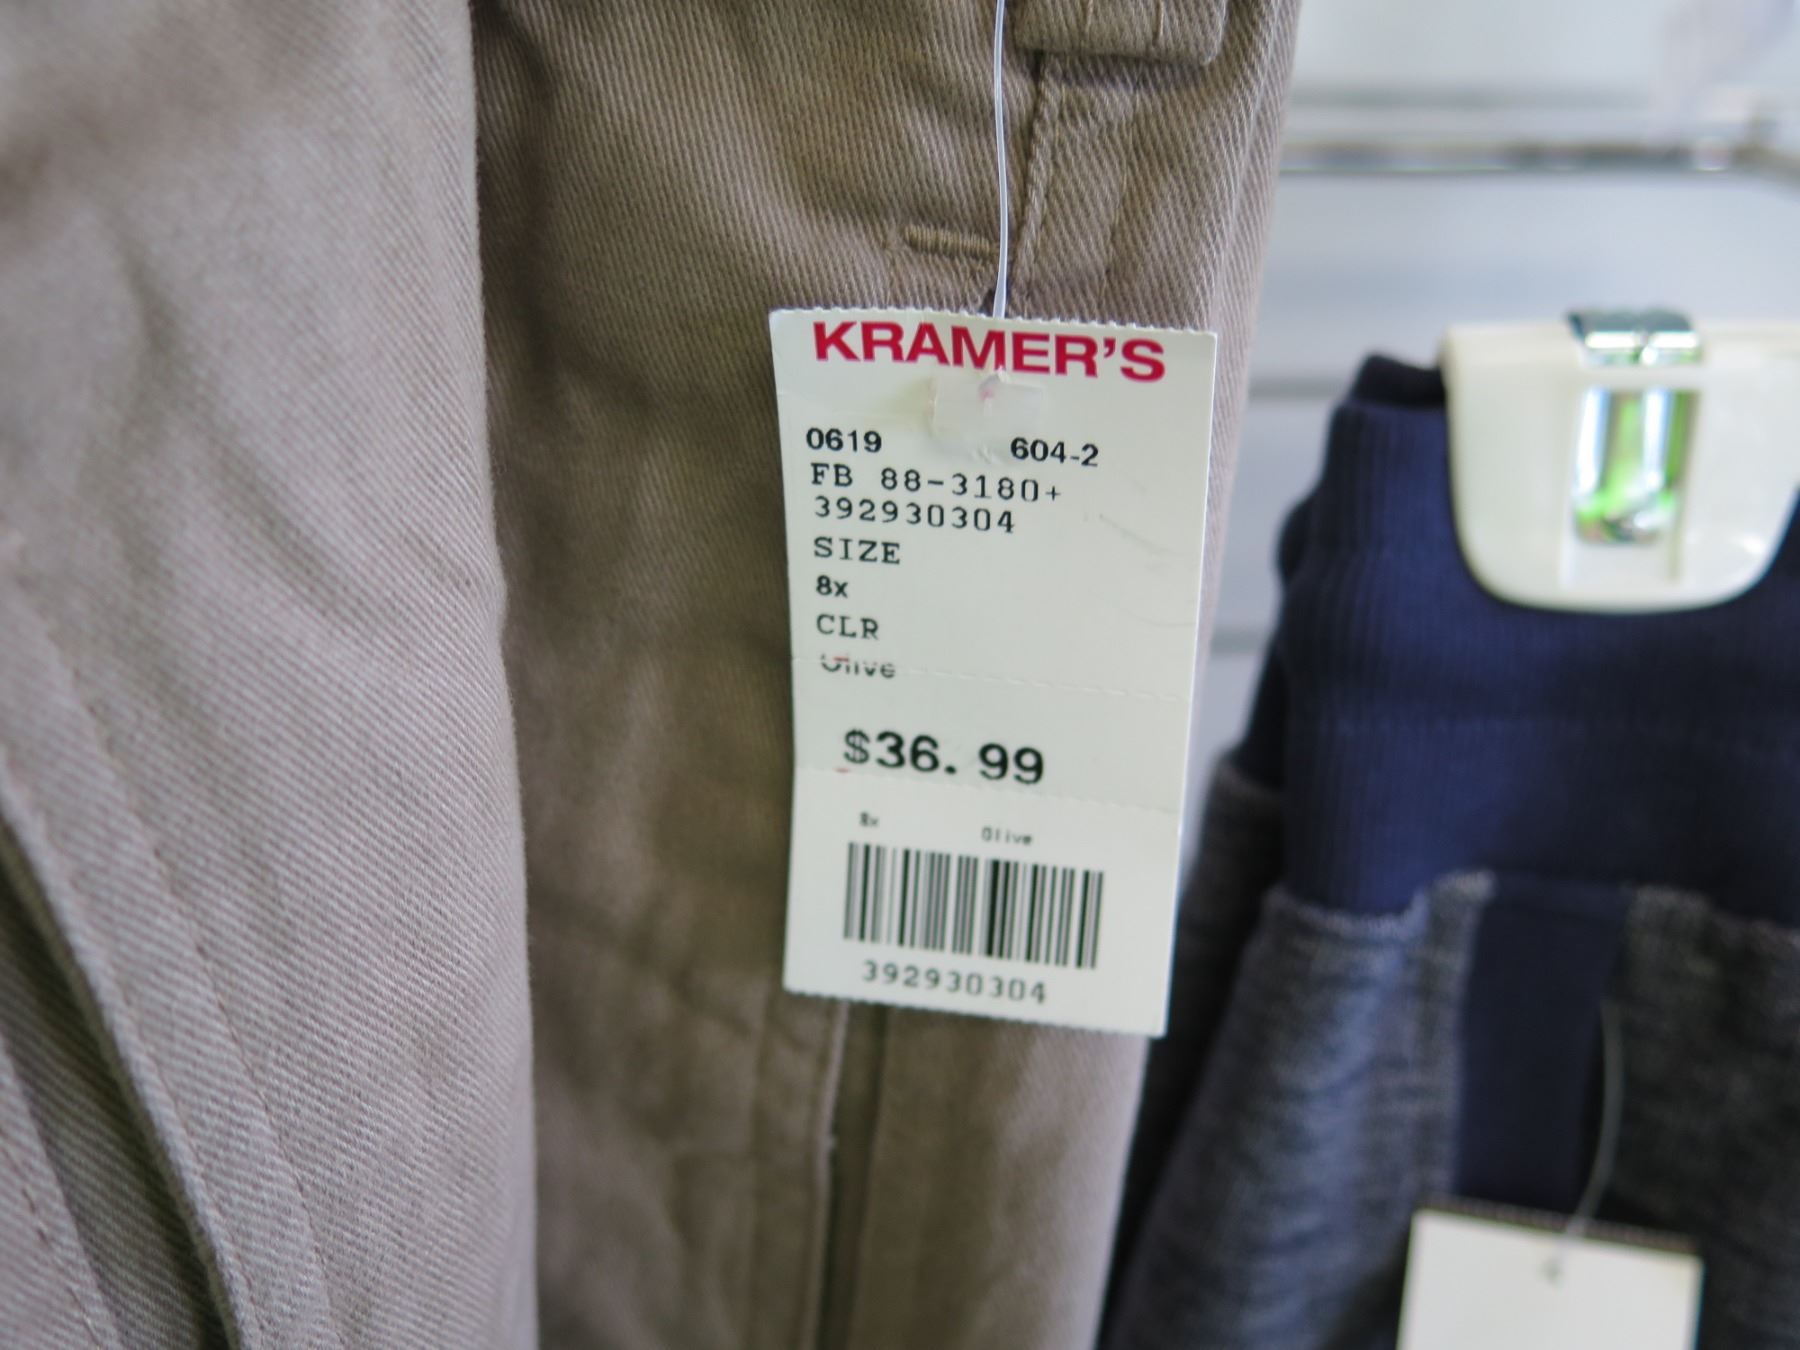 KRAMER'S
0619 604-2
FB 88-3180+
392930304
SIZE
8x
CLR
Olive
$36.99
8x Olive
392930304